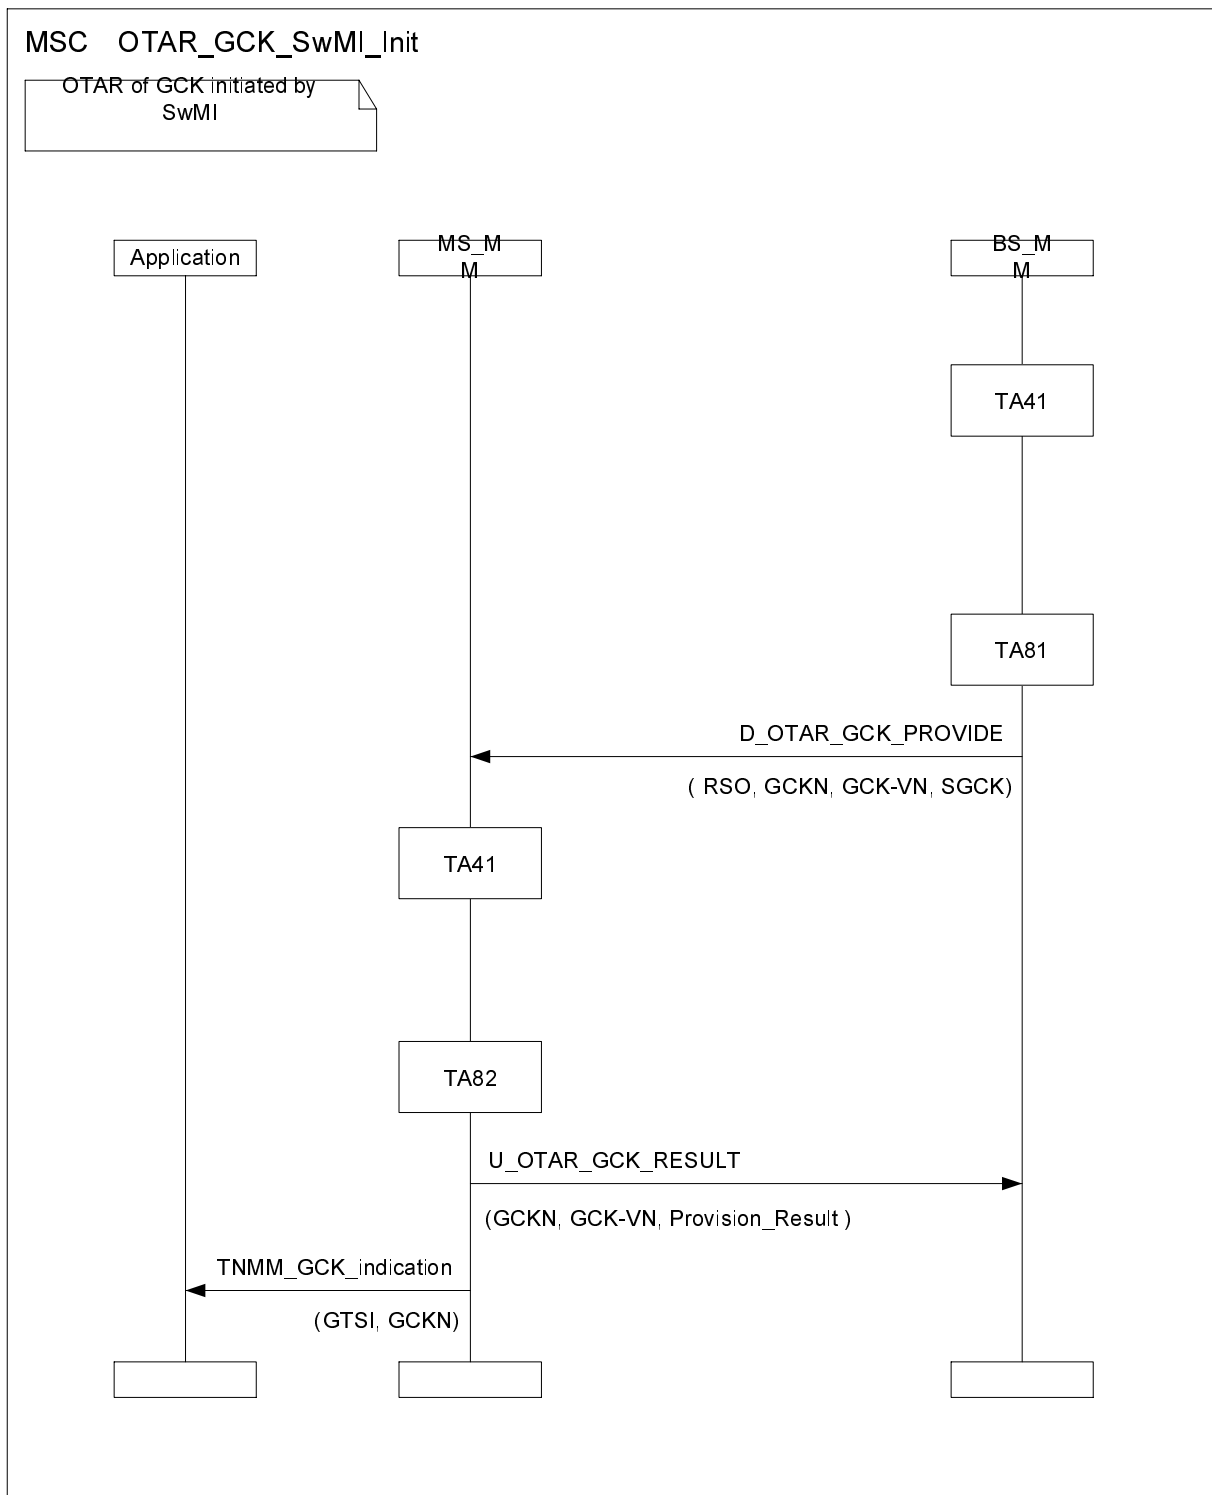 MSC OTAR_GCK_SwMI_Init
OTAR of GCK initiated by
SwMI
Application
MS_M
M
BS_M
M
TA41
TA81
D_OTAR_GCK_PROVIDE
( RSO, GCKN, GCK-VN, SGCK)
TA41
TA82
U_OTAR_GCK_RESULT
(GCKN, GCK-VN, Provision_Result )
TNMM_GCK_indication
(GTSI, GCKN)